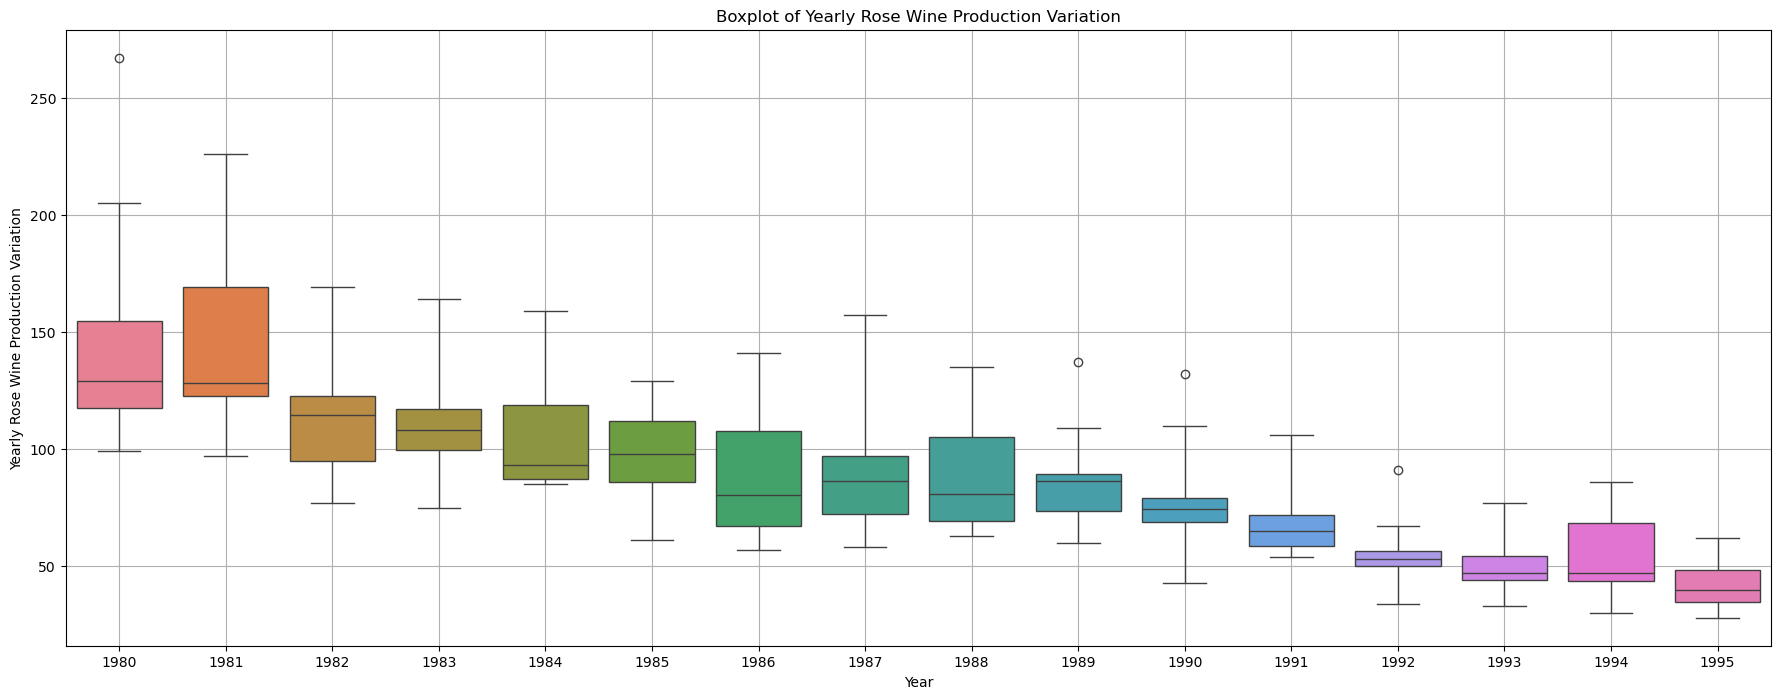 Boxplot of Yearly Rose Wine Production Variation
Yearly Rose Wine Production Variation
250
200
150
100
50
1980 1981 1982 1983 1984 1985 1986 1987 1988 1989 1990 1991 1992 1993 1994 1995
Year